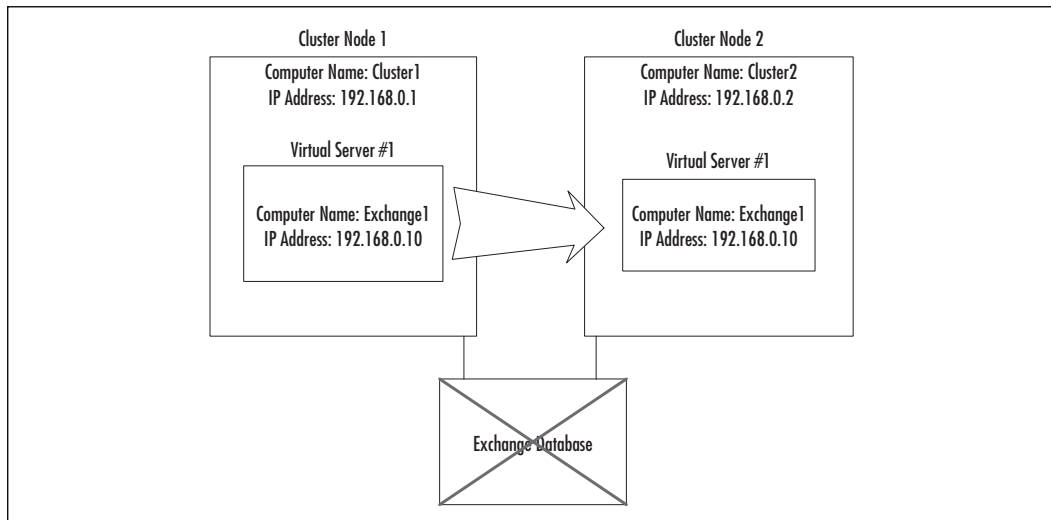 Cluster Node 1
Computer Name: Cluster1
IP Address: 192.168.0.1
Virtual Server #1
Computer Name: Exchange1
IP Address: 192.168.0.10
Cluster Node 2
Computer Name: Cluster2
IP Address: 192.168.0.2
Virtual Server #1
Computer Name: Exchange1
IP Address: 192.168.0.10
Exchange Database